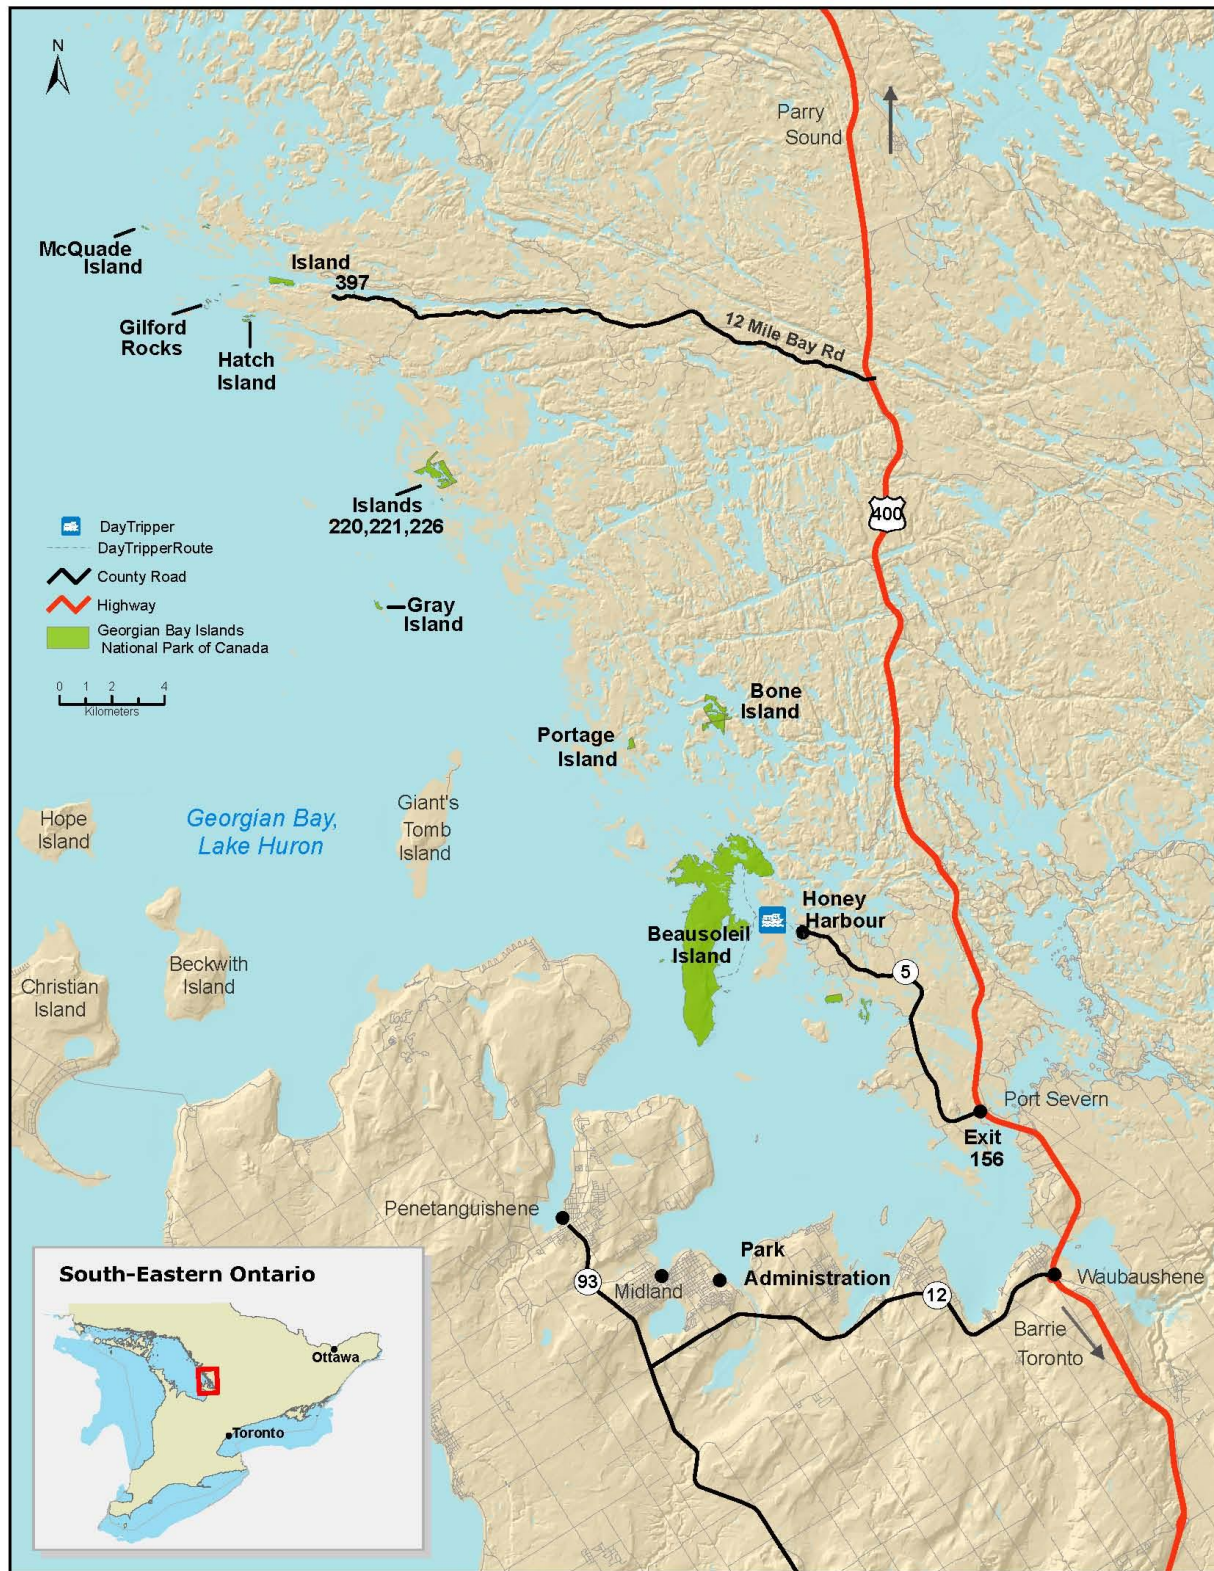 N
Parry
Sound
McQuade
Island
Island
397
Gilford
Rocks
Hatch
Island
12 Mile Bay Rd
Islands
220,221,226
400
DayTripper
DayTripperRoute
County Road
Highway
Georgian Bay Islands
National Park of Canada
0 1 2 4
Kilometers
Gray
Island
Bone
Island
Portage
Island
Hope
Island
Georgian Bay,
Lake Huron
Giant's
Tomb
Island
Honey
Harbour
Beausoleil
Island
5
Beckwith
Island
Christian
Island
Port Severn
Exit
156
Penetanguishene
Park
Administration
93
Midland
12
Waubaushene
Barrie
Toronto
South-Eastern Ontario
Ottawa
Toronto